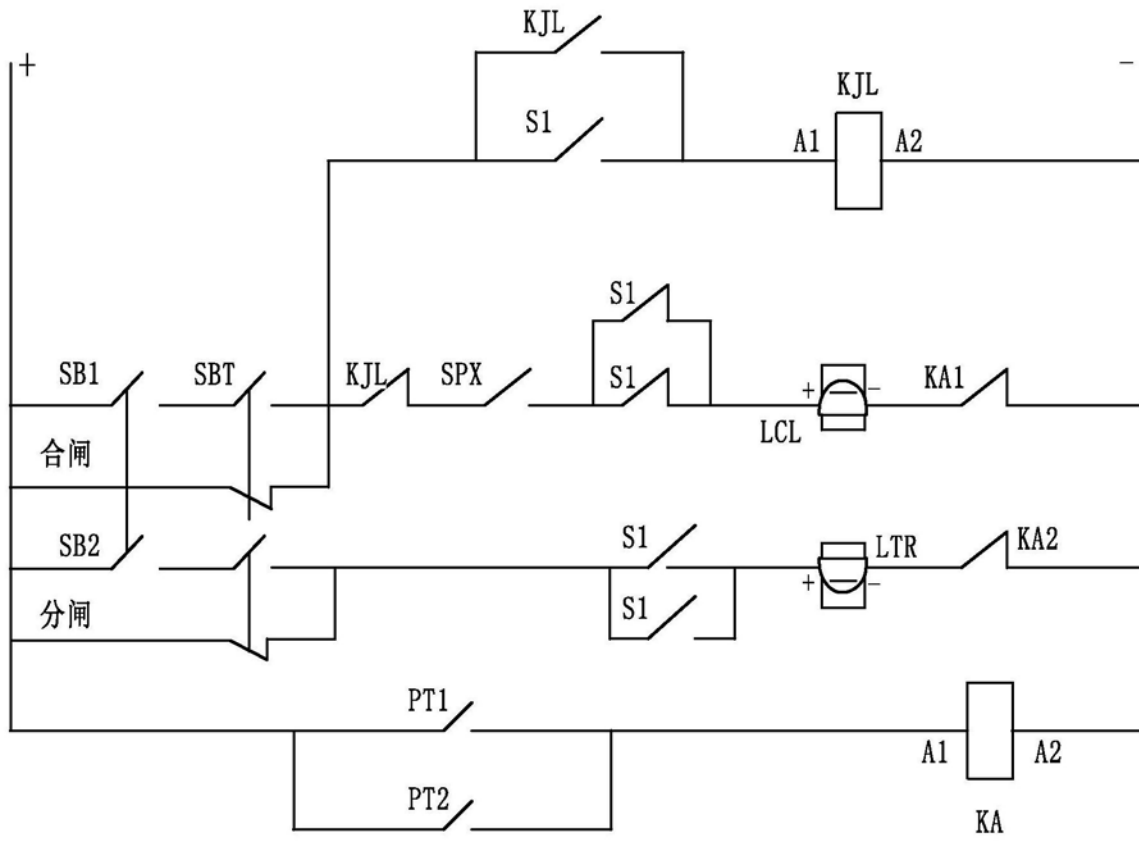 KJL
+
-
KJL
S1
A1
A2
S1
SB1
SBT
KJL
SPX
S1
+
-
KA1
LCL
合闸
SB2
S1
LTR
KA2
+
-
分闸
S1
PT1
A1
A2
PT2
KA